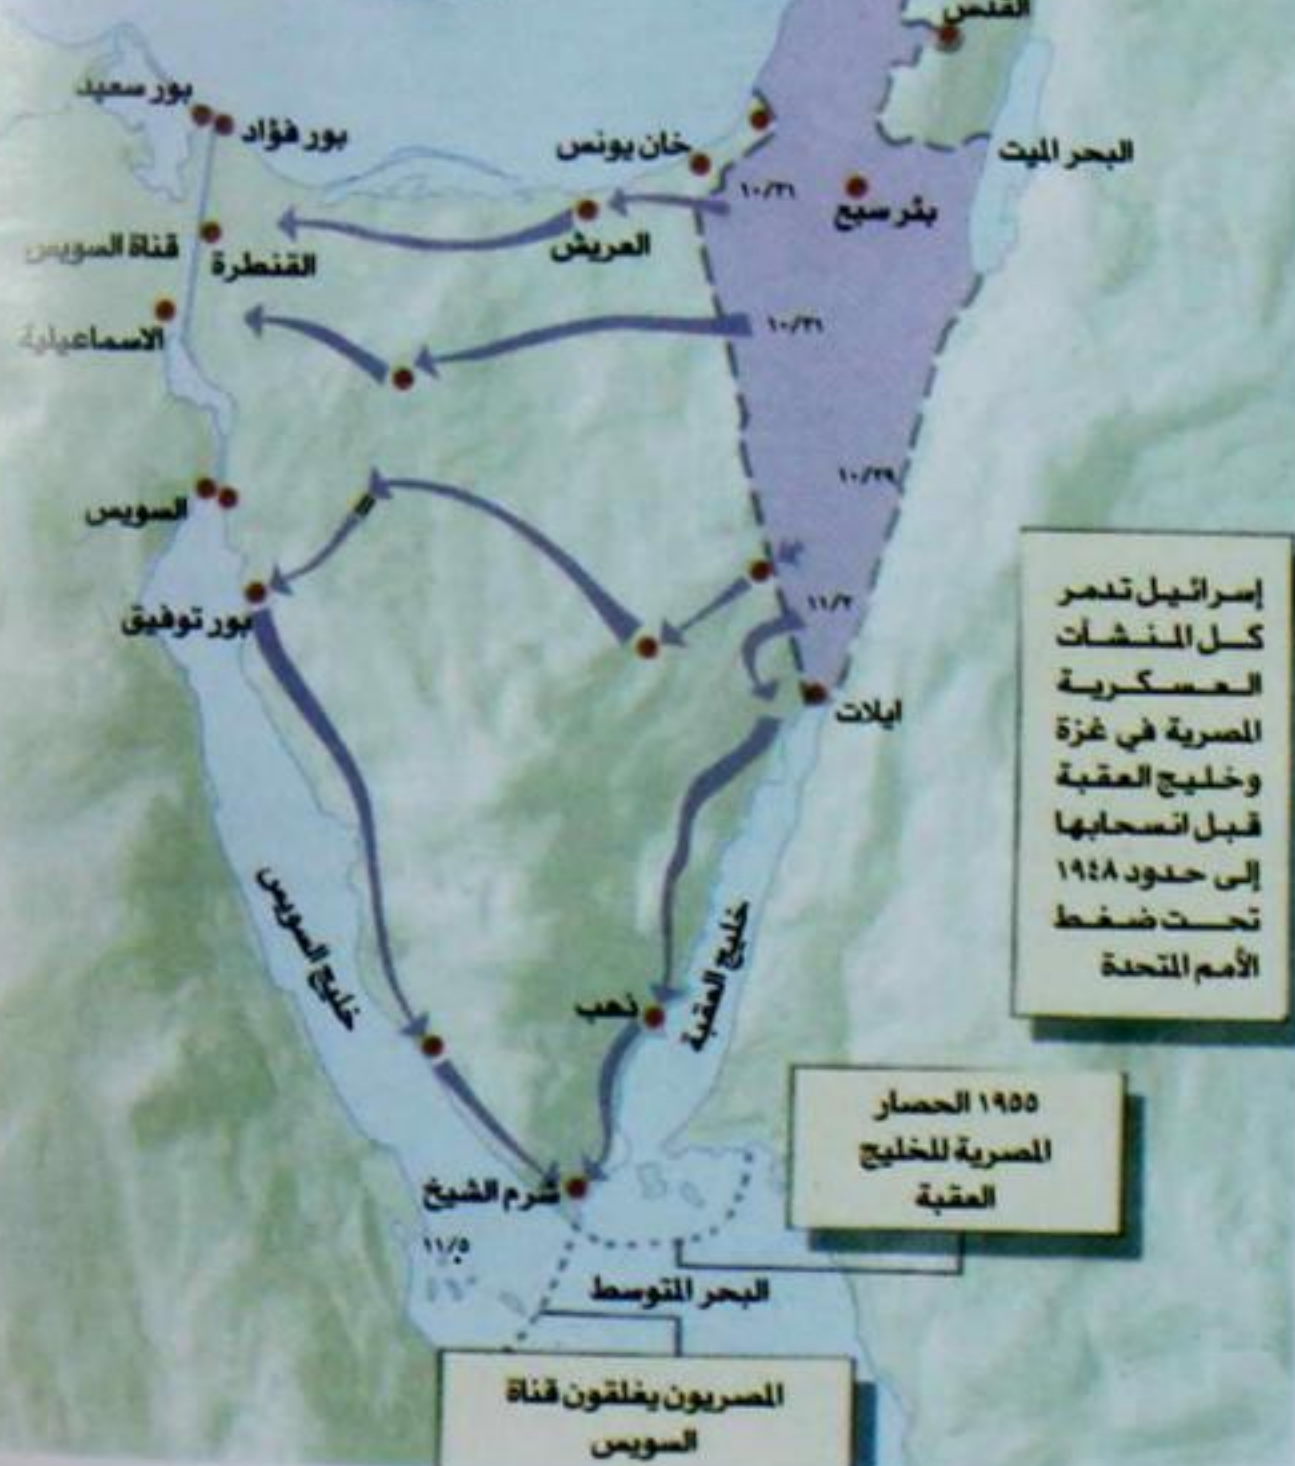 القدس
بور سعيد
بور فؤاد
خان يونس
البحر الميت
١٠/٣١
بئر سبع
العريش
قناة السويس
القنطرة
١٠/٣١
الاسماعيلية
١٠/٢٩
السويس
١١/٢
بور توفيق
ايلات
إسرائيل تدمر
كل المنشآت
العسكرية
المصرية في غزة
وخليج العقبة
قبل انسحابها
إلى حدود ١٩٤٨
تحت ضغط
الأمم المتحدة
خليج السويس
خليج العقبة
ذهب
١٩٥٥ الحصار
المصرية للخليج
العقبة
شرم الشيخ
١١/٥
البحر المتوسط
المصريون يغلقون قناة
السويس